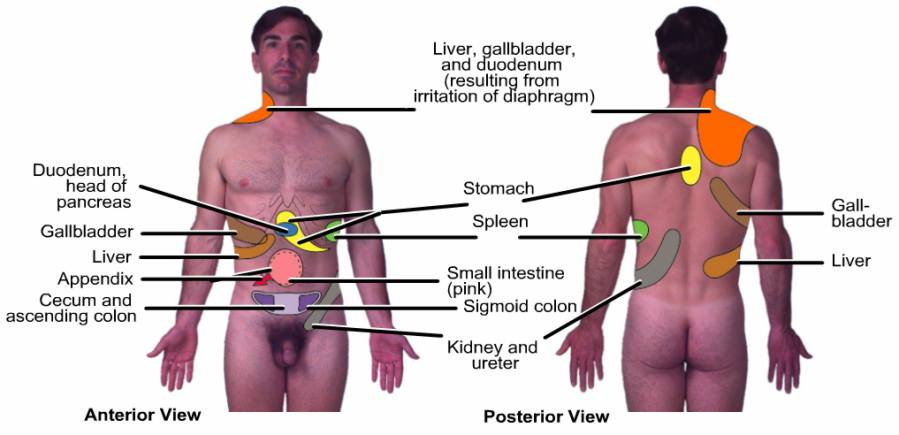 Liver, gallbladder,
and duodenum
(resulting from
irritation of diaphragm)
Duodenum,
head of
pancreas
Stomach
Gallbladder
Spleen
Gall-
bladder
Liver
Liver
Appendix
Small intestine
(pink)
Cecum and
ascending colon
Sigmoid colon
Kidney and
ureter
Anterior View
Posterior View